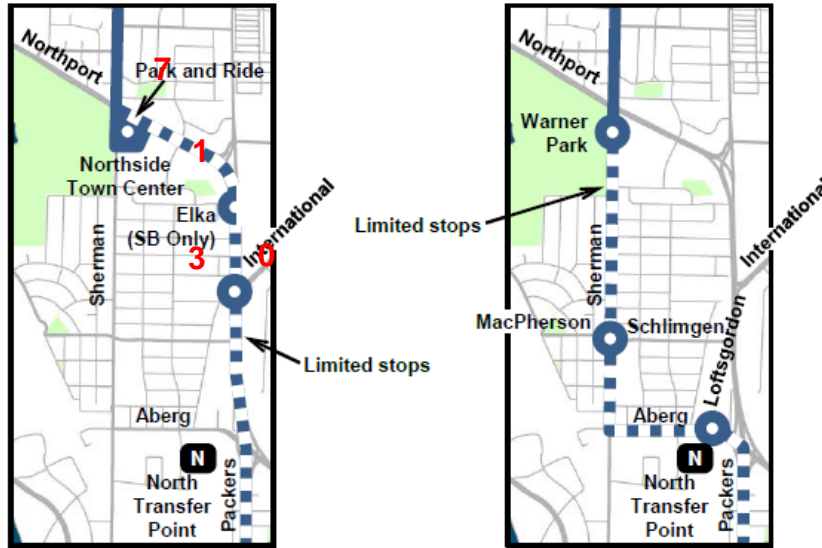 Northport
Park and Ride
7
1
Northside
Town Center
Elka
(SB Only)
International
3
0
Sherman
Limited stops
Aberg
N
North
Transfer
Point
Packers
Northport
Warner
Park
Limited stops
International
Sherman
MacPherson
Schlimgen
Loftsgordon
Aberg
N
North
Transfer
Point
Packers